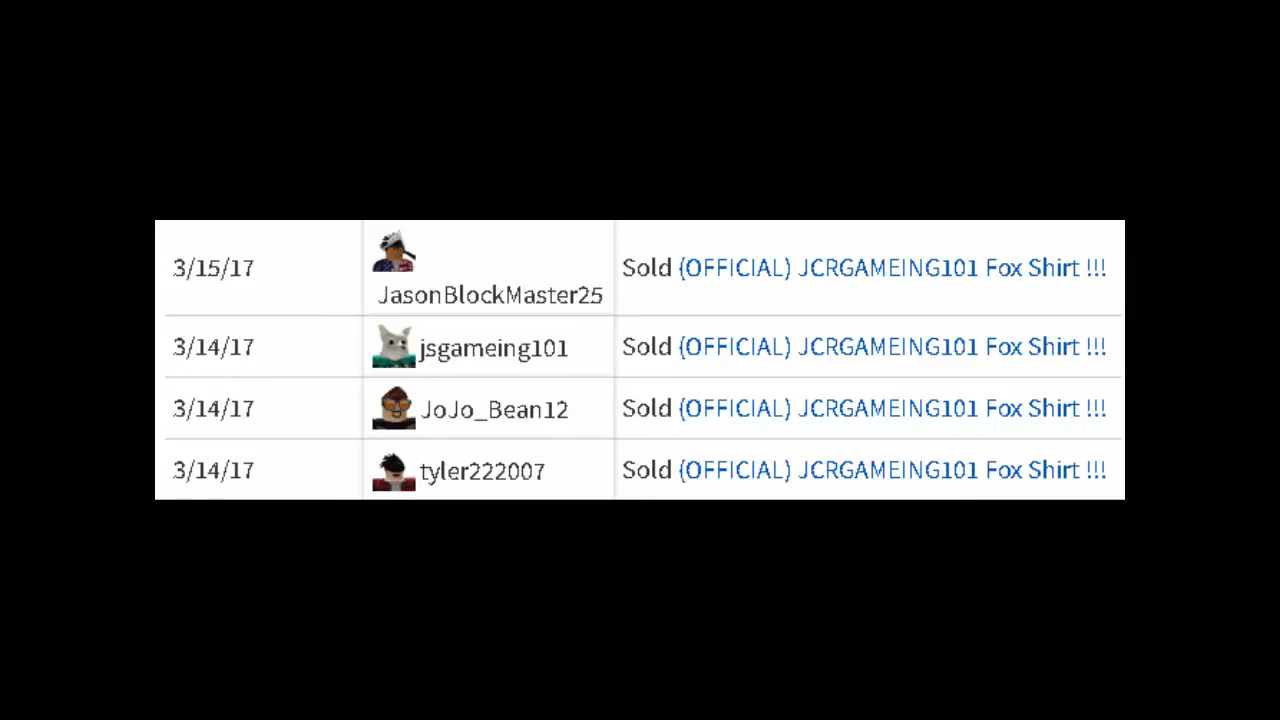 3/15/17 JasonBlockMaster25 Sold (OFFICIAL) JCRGAMEING101 Fox Shirt !!!
3/14/17 jsgameing101 Sold (OFFICIAL) JCRGAMEING101 Fox Shirt !!!
3/14/17 JoJo_Bean12 Sold (OFFICIAL) JCRGAMEING101 Fox Shirt !!!
3/14/17 tyler222007 Sold (OFFICIAL) JCRGAMEING101 Fox Shirt !!!